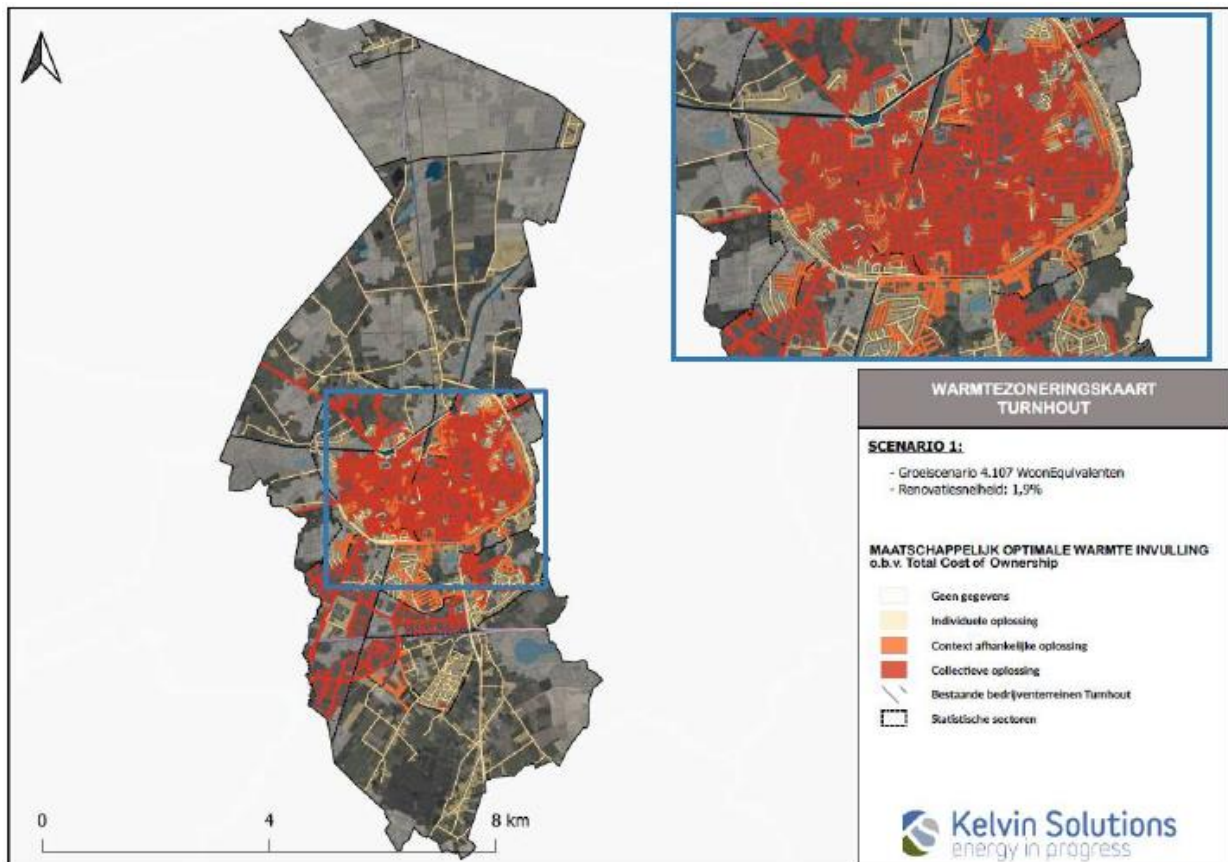 WARMTEZONERINGSKAART
TURNHOUT
SCENARIO 1:
- Groeiscenario 4.107 WoonEquivalenten
- Renovatiesnelheid: 1,9%
MAATSCHAPPELIJK OPTIMALE WARMTE INVULLING
o.b.v. Total Cost of Ownership
Geen gegevens
Individuele oplossing
Context afhankelijke oplossing
Collectieve oplossing
Bestaande bedrijventerreinen Turnhout
Statistische sectoren
0 4 8 km
Kelvin Solutions
energy in progress